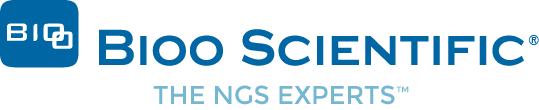 BIOO
BIOO SCIENTIFIC®
THE NGS EXPERTS™